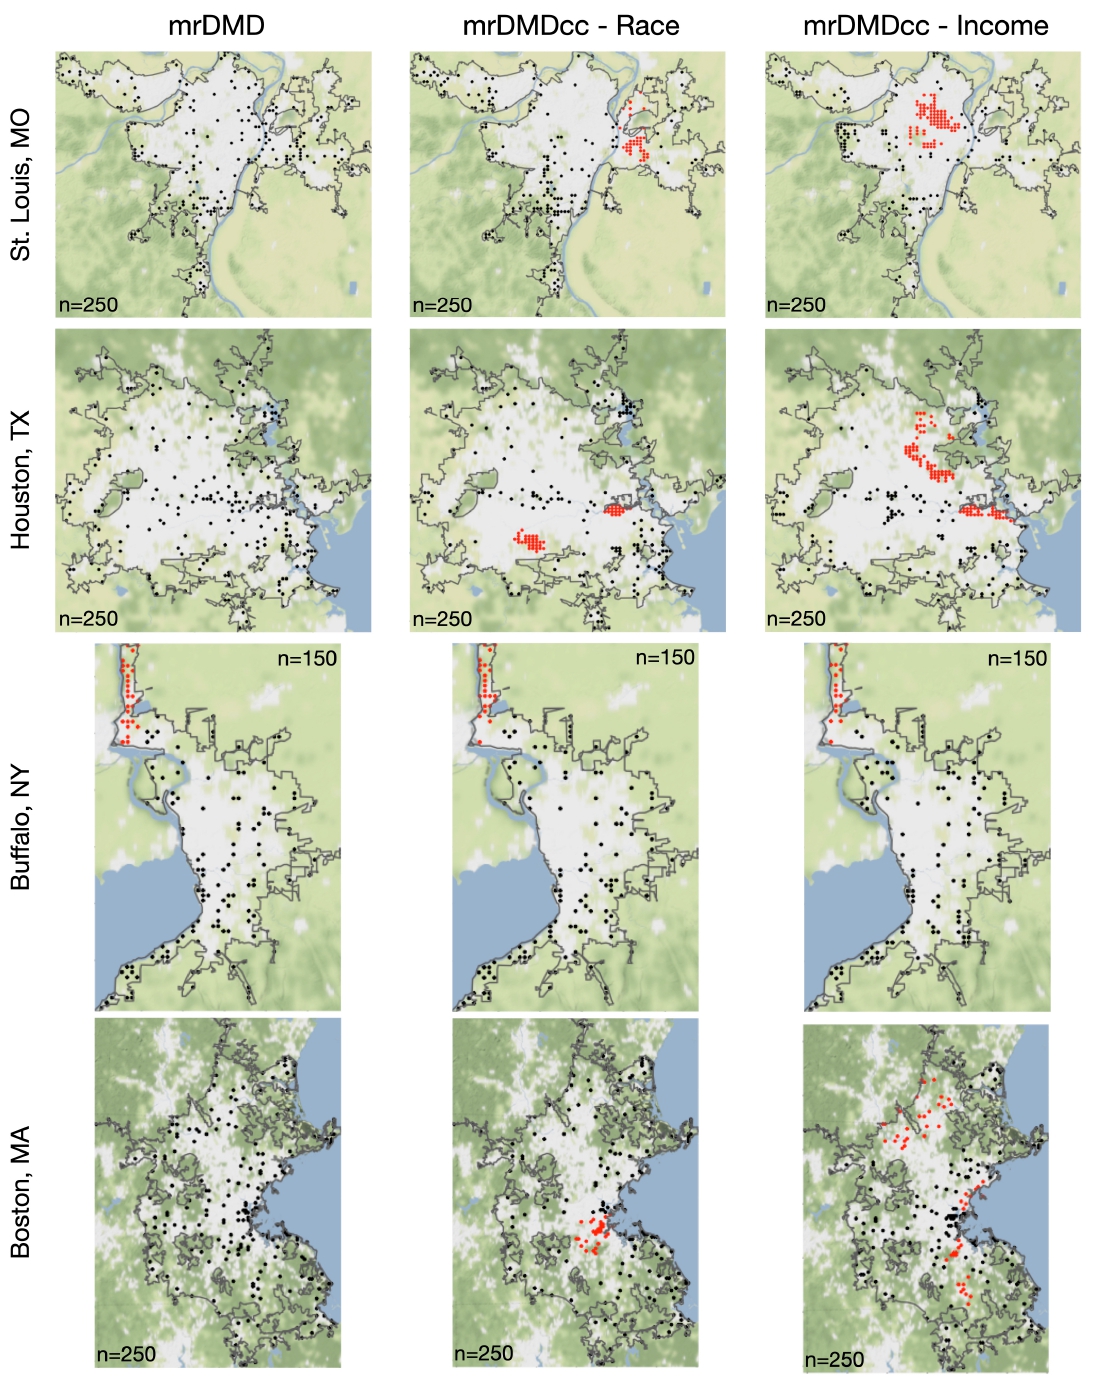 mrDMD
mrDMDcc - Race
mrDMDcc - Income
St. Louis, MO
n=250
n=250
n=250
Houston, TX
n=250
n=250
n=250
Buffalo, NY
n=150
n=150
n=150
Boston, MA
n=250
n=250
n=250